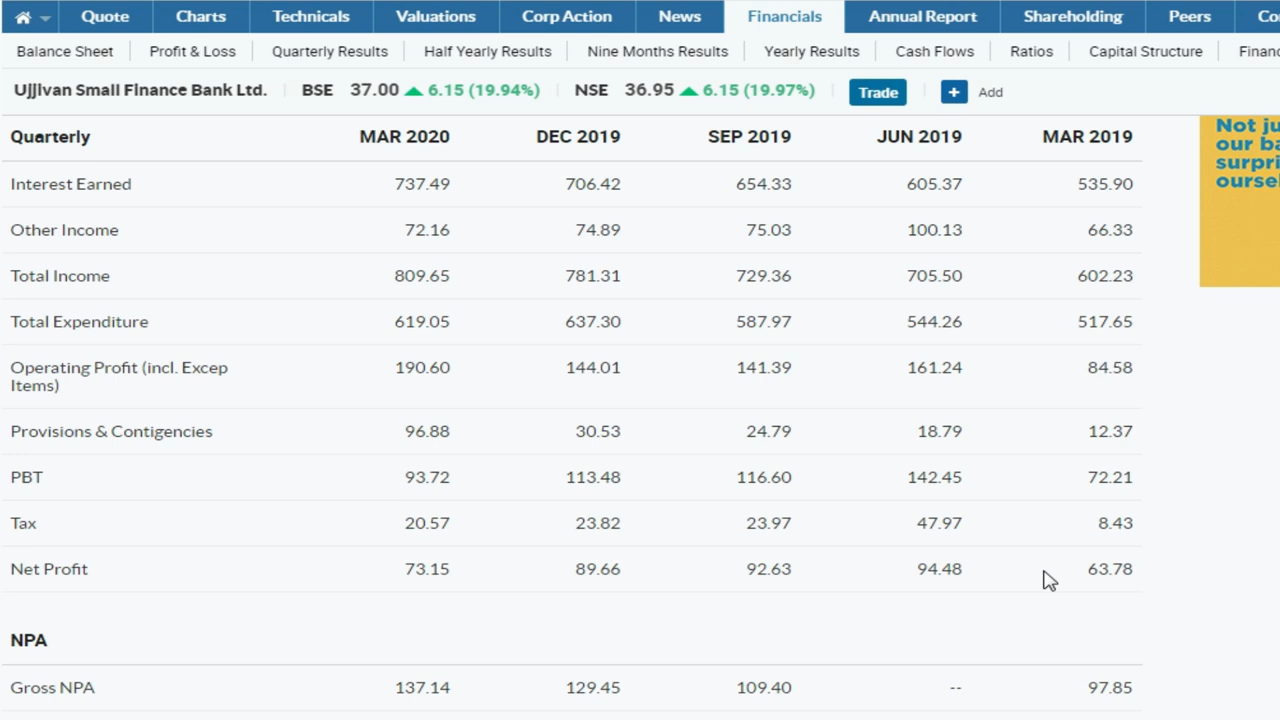 Quote Charts Technicals Valuations Corp Action News Financials Annual Report Shareholding Peers
Balance Sheet Profit & Loss Quarterly Results Half Yearly Results Nine Months Results Yearly Results Cash Flows Ratios Capital Structure
Ujjivan Small Finance Bank Ltd. BSE 37.00 6.15 (19.94%) NSE 36.95 6.15 (19.97%) Trade + Add
Not
our
Quarterly MAR 2020 DEC 2019 SEP 2019 JUN 2019 MAR 2019
Interest Earned 737.49 706.42 654.33 605.37 535.90
Other Income 72.16 74.89 75.03 100.13 66.33
Total Income 809.65 781.31 729.36 705.50 602.23
Total Expenditure 619.05 637.30 587.97 544.26 517.65
Operating Profit (incl. Excep 190.60 144.01 141.39 161.24 84.58
Items)
Provisions & Contigencies 96.88 30.53 24.79 18.79 12.37
PBT 93.72 113.48 116.60 142.45 72.21
Tax 20.57 23.82 23.97 47.97 8.43
Net Profit 73.15 89.66 92.63 94.48 63.78
NPA
Gross NPA 137.14 129.45 109.40 -- 97.85